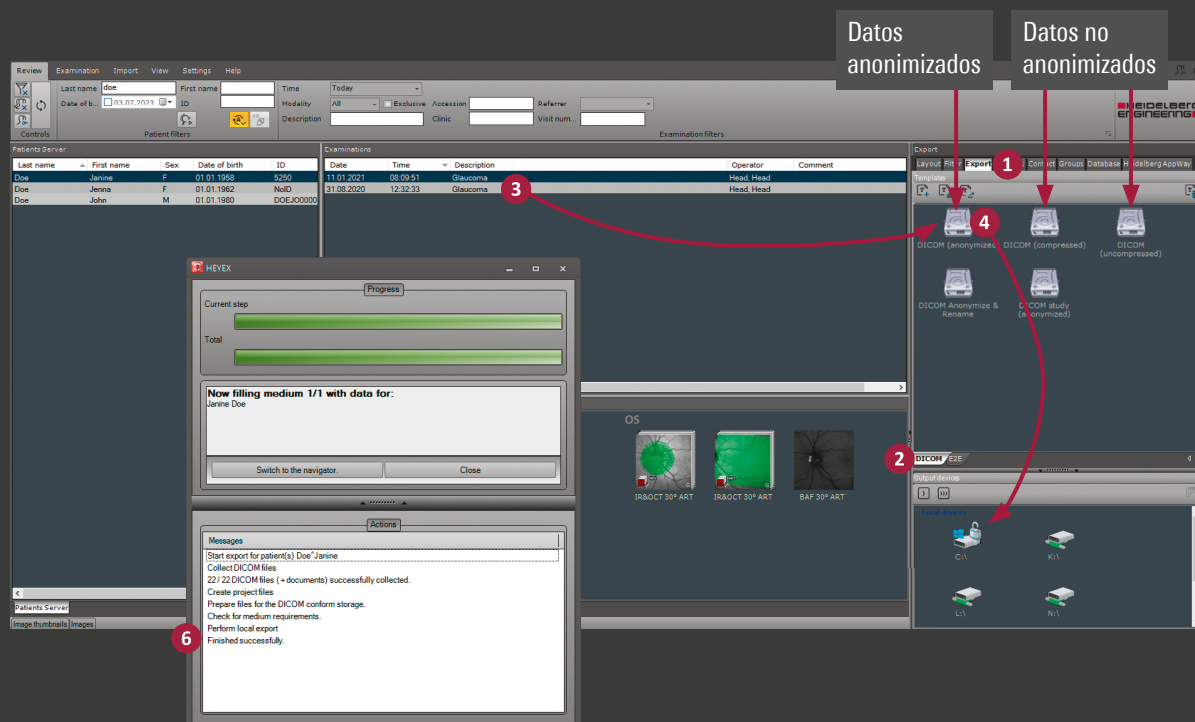 Datos
anonimizados
Datos no
anonimizados
Review Examination Import View Settings Help
Last name doe First name Time Today
Date of b... 03.07.2023 ID Modality All Exclusive Accession Referrer
Description Clinic Visit num...
Controls Patient filters Examination filters
HEIDELBERG
ENGINEERING
Patients Server
Last name First name Sex Date of birth ID
Doe Janine F 01.01.1958 5250
Doe Jenna F 01.01.1962 NoID
Doe John M 01.01.1980 DOEJO00000
Examinations
Date Time Description Operator Comment
11.01.2021 08:09:51 Glaucoma Head, Head
31.08.2020 12:32:33 Glaucoma Head, Head
3
Export
Layout Filter Export 1 Contact Groups Database HeidelbergAppWay
Templates
4
DICOM (anonymized) DICOM (compressed) DICOM
(uncompressed)
DICOM Anonymize &
Rename
DICOM study
(anonymized)
2
DICOM E2E
Output devices
Local drives
C:\ K:\
L:\ N:\
HEYEX
Progress
Current step
Total
Now filling medium 1/1 with data for:
Janine Doe
Switch to the navigator. Close
Actions
Messages
Start export for patient(s) Doe^Janine
Collect DICOM files
22 / 22 DICOM files ( + documents) successfully collected.
Create project files
Prepare files for the DICOM conform storage.
Check for medium requirements.
Perform local export
Finished successfully.
6
OS
IR&OCT 30° ART IR&OCT 30° ART BAF 30° ART
Patients Server
Image thumbnails Images